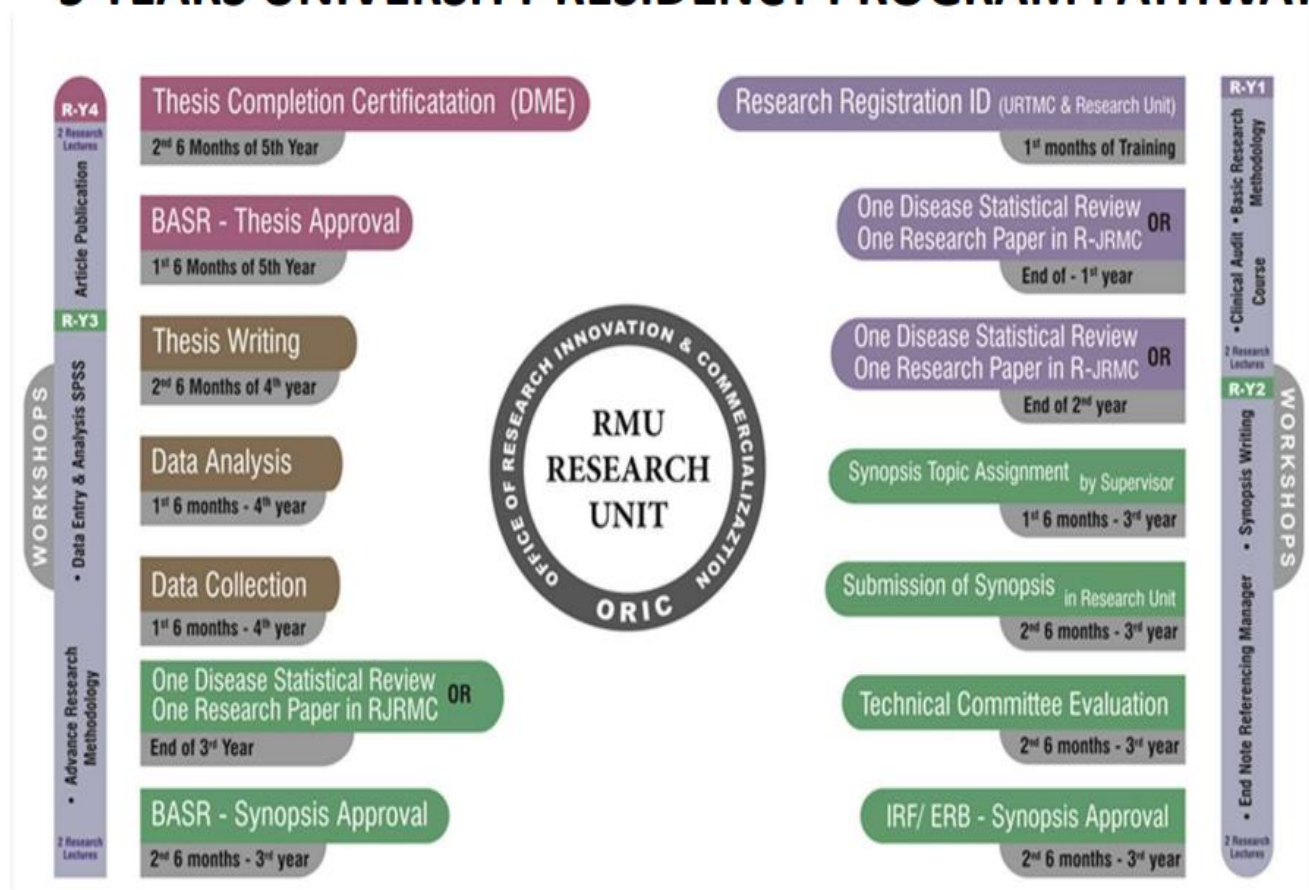 R-Y4
2 Research
Lectures
Article Publication
R-Y3
• Data Entry & Analysis SPSS
• Advance Research
Methodology
2 Research
Lectures
WORKSHOPS
Thesis Completion Certificatation (DME)
2nd 6 Months of 5th Year
BASR - Thesis Approval
1st 6 Months of 5th Year
Thesis Writing
2nd 6 Months of 4th year
Data Analysis
1st 6 months - 4th year
Data Collection
1st 6 months - 4th year
One Disease Statistical Review
One Research Paper in RJRMC OR
End of 3rd Year
BASR - Synopsis Approval
2nd 6 months - 3rd year
OFFICE OF RESEARCH INNOVATION & COMMERCIALIZAZTION
RMU
RESEARCH
UNIT
ORIC
Research Registration ID (URTMC & Research Unit)
1st months of Training
One Disease Statistical Review
One Research Paper in R-JRMC OR
End of - 1st year
One Disease Statistical Review
One Research Paper in R-JRMC OR
End of 2nd year
Synopsis Topic Assignment by Supervisor
1st 6 months - 3rd year
Submission of Synopsis in Research Unit
2nd 6 months - 3rd year
Technical Committee Evaluation
2nd 6 months - 3rd year
IRF/ ERB - Synopsis Approval
2nd 6 months - 3rd year
R-Y1
• Clinical Audit • Basic Research
Course Methodology
2 Research
Lectures
R-Y2
• End Note Referencing Manager • Synopsis Writing
2 Research
Lectures
WORKSHOPS